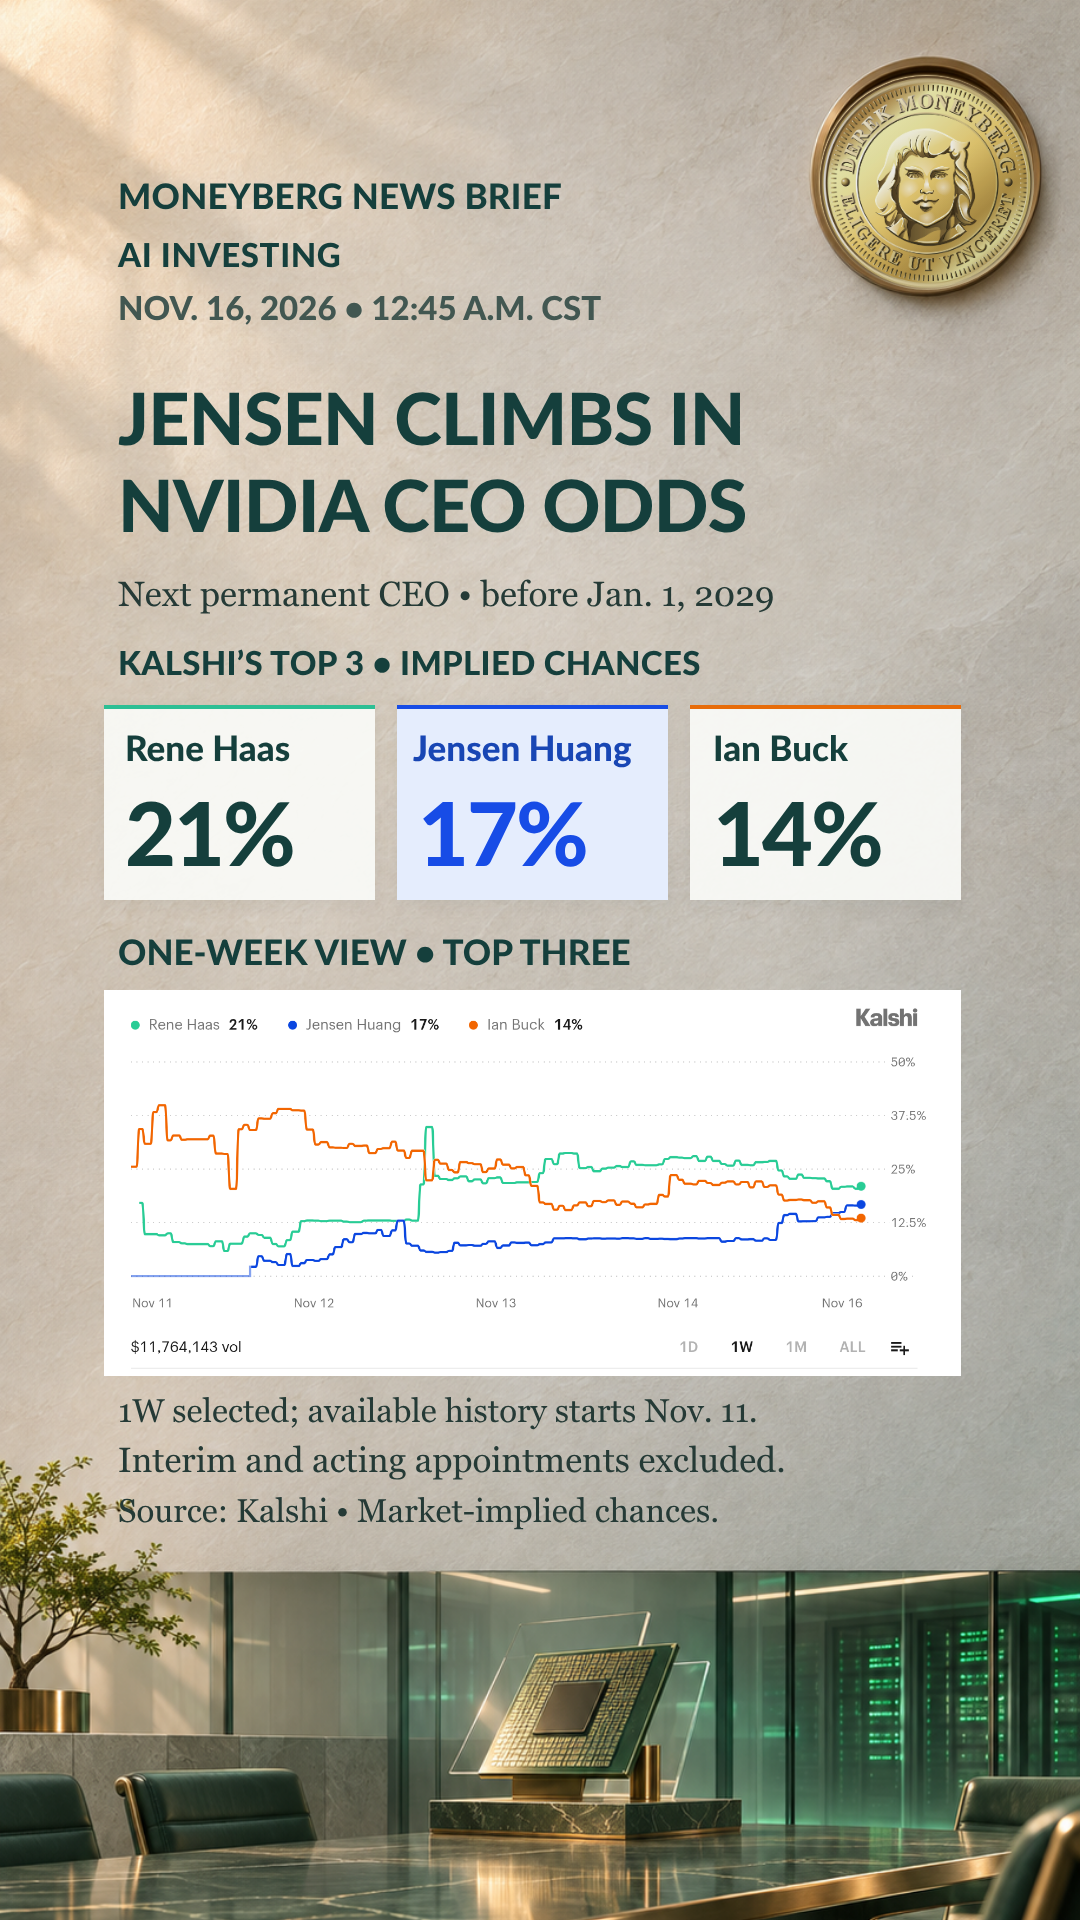 DEREK MONEYBERG
ELIGERE UT VINCERET
MONEYBERG NEWS BRIEF
AI INVESTING
NOV. 16, 2026 • 12:45 A.M. CST
JENSEN CLIMBS IN
NVIDIA CEO ODDS
Next permanent CEO • before Jan. 1, 2029
KALSHI’S TOP 3 • IMPLIED CHANCES
Rene Haas
21%
Jensen Huang
17%
Ian Buck
14%
ONE-WEEK VIEW • TOP THREE
Rene Haas 21% Jensen Huang 17% Ian Buck 14%
Kalshi
50%
37.5%
25%
12.5%
0%
Nov 11 Nov 12 Nov 13 Nov 14 Nov 16
$11,764,143 vol
1D 1W 1M ALL
1W selected; available history starts Nov. 11.
Interim and acting appointments excluded.
Source: Kalshi • Market-implied chances.